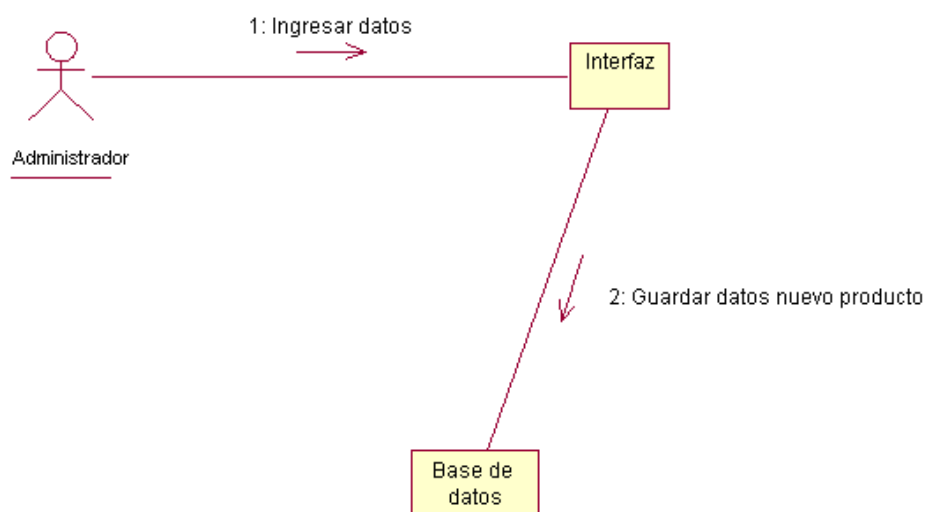 1: Ingresar datos
Interfaz
Administrador
2: Guardar datos nuevo producto
Base de
datos